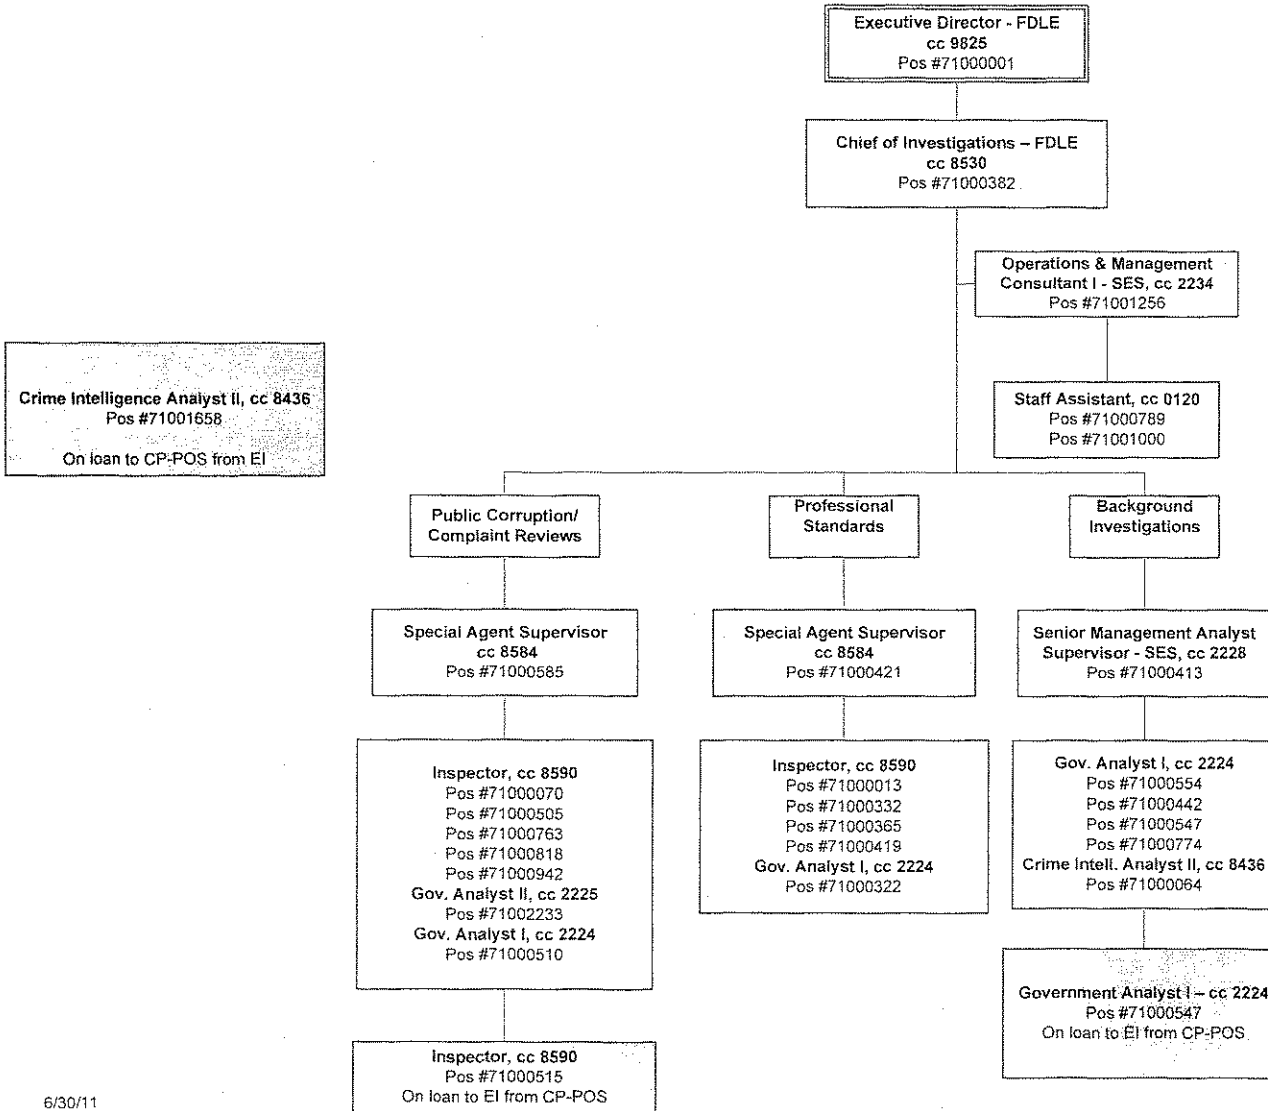 Executive Director - FDLE
cc 9825
Pos #71000001
Chief of Investigations – FDLE
cc 8530
Pos #71000382
Operations & Management
Consultant I - SES, cc 2234
Pos #71001256
Staff Assistant, cc 0120
Pos #71000789
Pos #71001000
Crime Intelligence Analyst II, cc 8436
Pos #71001658
On loan to CP-POS from EI
Public Corruption/
Complaint Reviews
Professional
Standards
Background
Investigations
Special Agent Supervisor
cc 8584
Pos #71000585
Special Agent Supervisor
cc 8584
Pos #71000421
Senior Management Analyst
Supervisor - SES, cc 2228
Pos #71000413
Inspector, cc 8590
Pos #71000070
Pos #71000505
Pos #71000763
Pos #71000818
Pos #71000942
Gov. Analyst II, cc 2225
Pos #71002233
Gov. Analyst I, cc 2224
Pos #71000510
Inspector, cc 8590
Pos #71000013
Pos #71000332
Pos #71000365
Pos #71000419
Gov. Analyst I, cc 2224
Pos #71000322
Gov. Analyst I, cc 2224
Pos #71000554
Pos #71000442
Pos #71000547
Pos #71000774
Crime Intell. Analyst II, cc 8436
Pos #71000064
Inspector, cc 8590
Pos #71000515
On loan to EI from CP-POS
Government Analyst I – cc 2224
Pos #71000547
On loan to EI from CP-POS
6/30/11